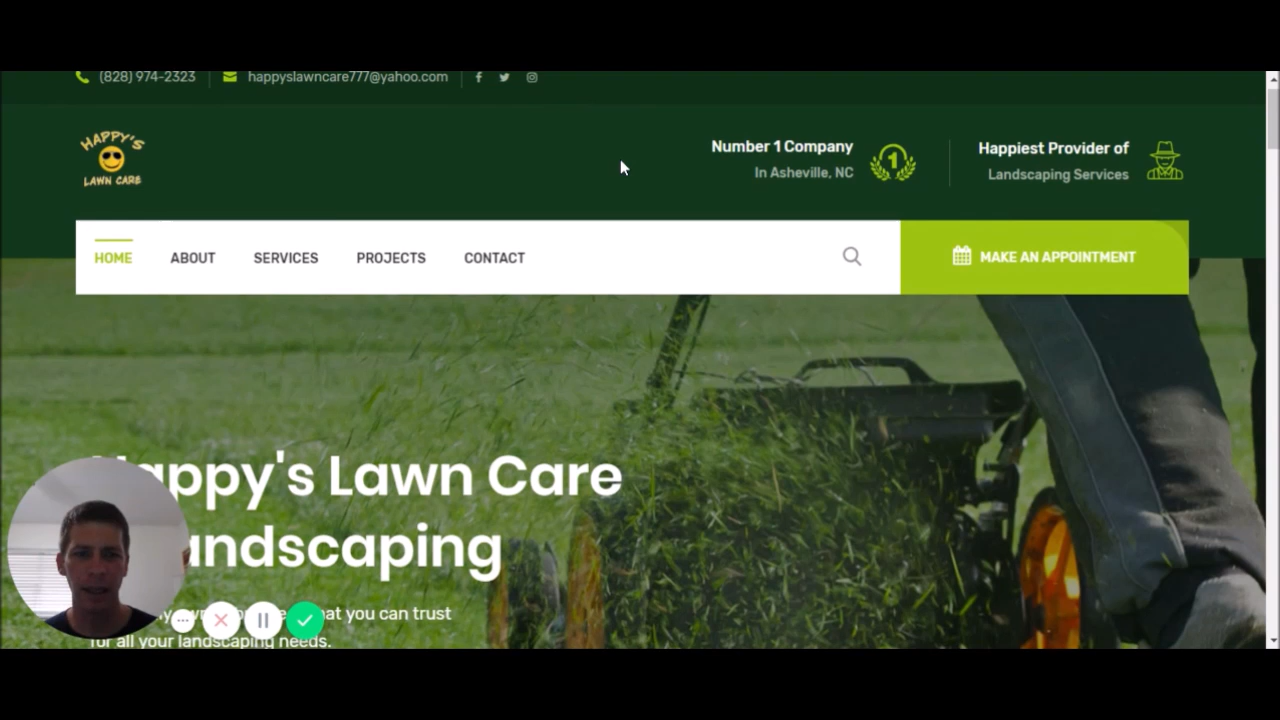 (828) 974-2323
happyslawncare777@yahoo.com
HAPPY'S
LAWN CARE
Number 1 Company
In Asheville, NC
1
Happiest Provider of
Landscaping Services
HOME
ABOUT
SERVICES
PROJECTS
CONTACT
MAKE AN APPOINTMENT
Happy's Lawn Care
andscaping
that you can trust
for all your landscaping needs.